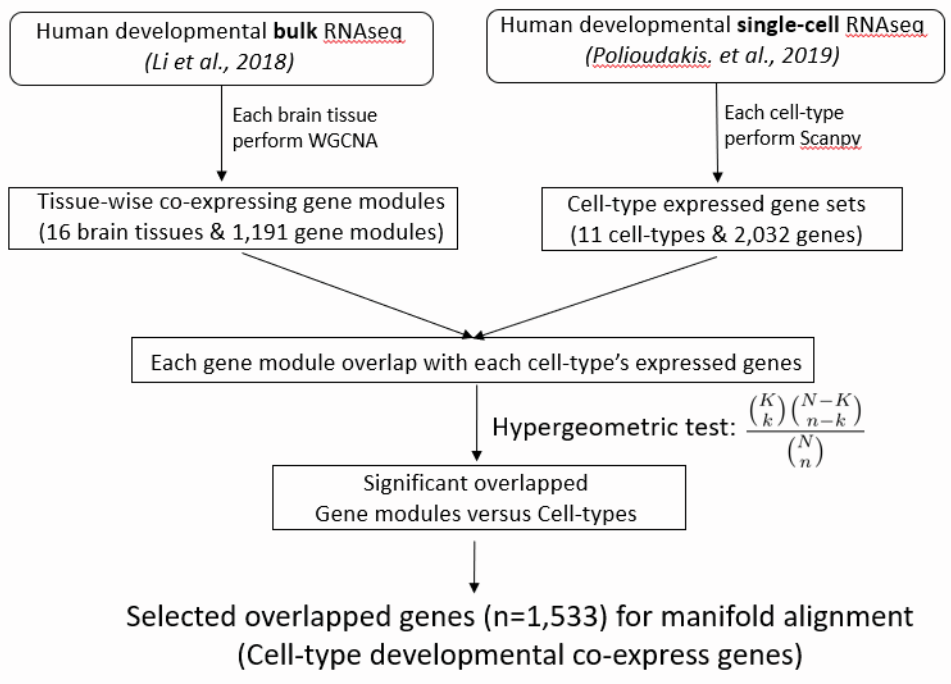 Human developmental bulk RNAseq
(Li et al., 2018)
Human developmental single-cell RNAseq
(Polioudakis. et al., 2019)
Each brain tissue
perform WGCNA
Each cell-type
perform Scanpy
Tissue-wise co-expressing gene modules
(16 brain tissues & 1,191 gene modules)
Cell-type expressed gene sets
(11 cell-types & 2,032 genes)
Each gene module overlap with each cell-type's expressed genes
Hypergeometric test: \frac{\binom{K}{k}\binom{N-K}{n-k}}{\binom{N}{n}}
Significant overlapped
Gene modules versus Cell-types
Selected overlapped genes (n=1,533) for manifold alignment
(Cell-type developmental co-express genes)